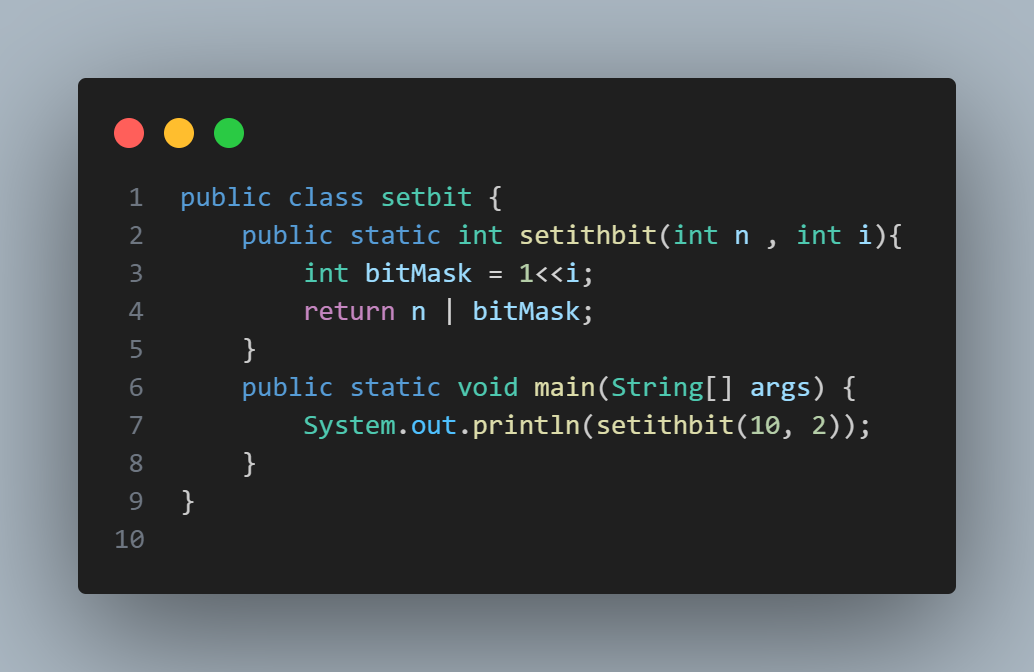 1 public class setbit {
2     public static int setithbit(int n , int i){
3         int bitMask = 1<<i;
4         return n | bitMask;
5     }
6     public static void main(String[] args) {
7         System.out.println(setithbit(10, 2));
8     }
9 }
10